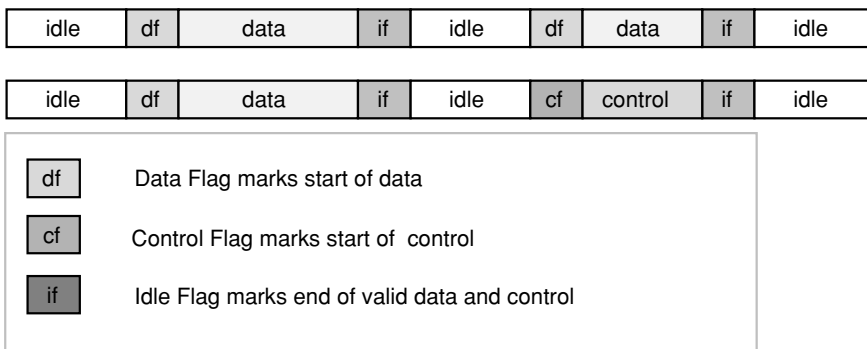 idle df data if idle df data if idle
idle df data if idle cf control if idle
df Data Flag marks start of data
cf Control Flag marks start of control
if Idle Flag marks end of valid data and control